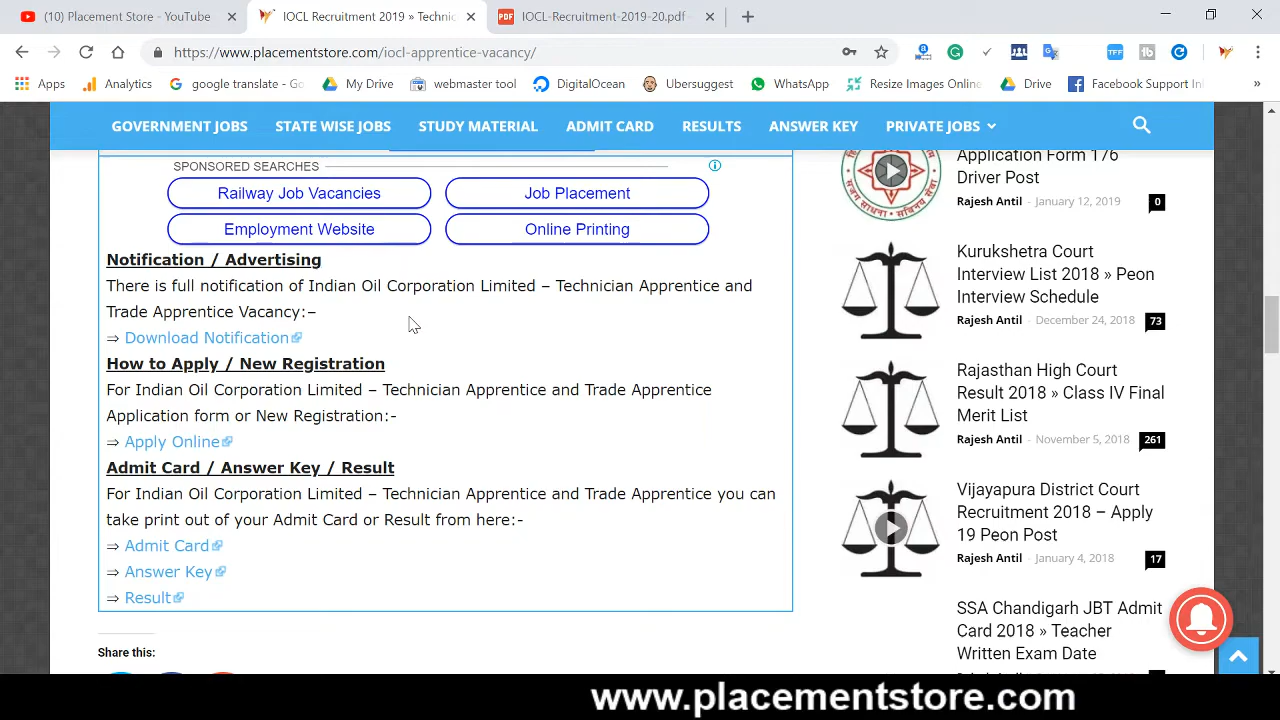 (10) Placement Store - YouTube
IOCL Recruitment 2019 » Technic
IOCL-Recruitment-2019-20.pdf
https://www.placementstore.com/iocl-apprentice-vacancy/
Apps
Analytics
google translate - Go
My Drive
webmaster tool
DigitalOcean
Ubersuggest
WhatsApp
Resize Images Online
Drive
Facebook Support Inl
»
GOVERNMENT JOBS STATE WISE JOBS STUDY MATERIAL ADMIT CARD RESULTS ANSWER KEY PRIVATE JOBS
SPONSORED SEARCHES
Railway Job Vacancies
Job Placement
Employment Website
Online Printing
Notification / Advertising
There is full notification of Indian Oil Corporation Limited – Technician Apprentice and
Trade Apprentice Vacancy:–
⇒ Download Notification
How to Apply / New Registration
For Indian Oil Corporation Limited – Technician Apprentice and Trade Apprentice
Application form or New Registration:-
⇒ Apply Online
Admit Card / Answer Key / Result
For Indian Oil Corporation Limited – Technician Apprentice and Trade Apprentice you can
take print out of your Admit Card or Result from here:-
⇒ Admit Card
⇒ Answer Key
⇒ Result
Share this:
Application Form 176
Driver Post
Rajesh Antil - January 12, 2019 0
Kurukshetra Court
Interview List 2018 » Peon
Interview Schedule
Rajesh Antil - December 24, 2018 73
Rajasthan High Court
Result 2018 » Class IV Final
Merit List
Rajesh Antil - November 5, 2018 261
Vijayapura District Court
Recruitment 2018 – Apply
19 Peon Post
Rajesh Antil - January 4, 2018 17
SSA Chandigarh JBT Admit
Card 2018 » Teacher
Written Exam Date
www.placementstore.com